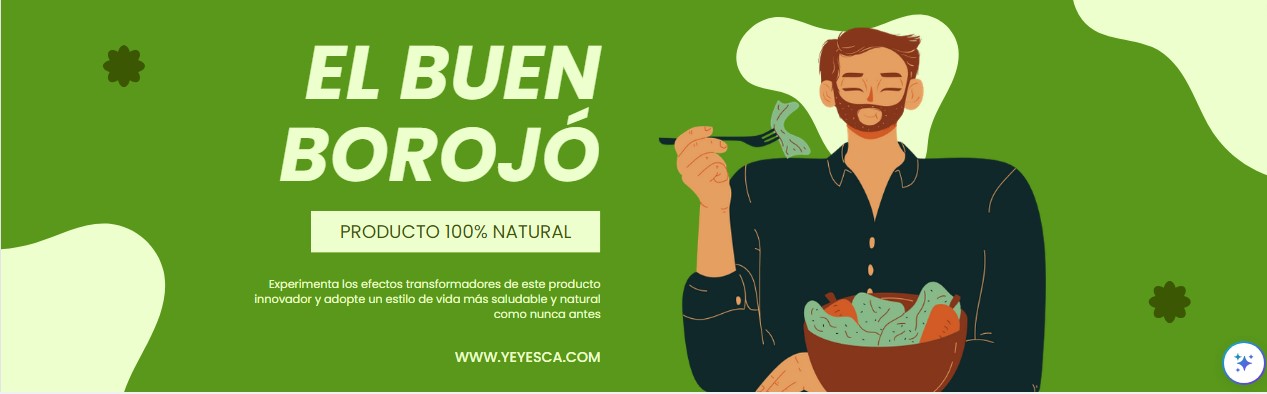 EL BUEN
BOROJÓ
PRODUCTO 100% NATURAL
Experimenta los efectos transformadores de este producto
innovador y adopte un estilo de vida más saludable y natural
como nunca antes
WWW.YEYESCA.COM